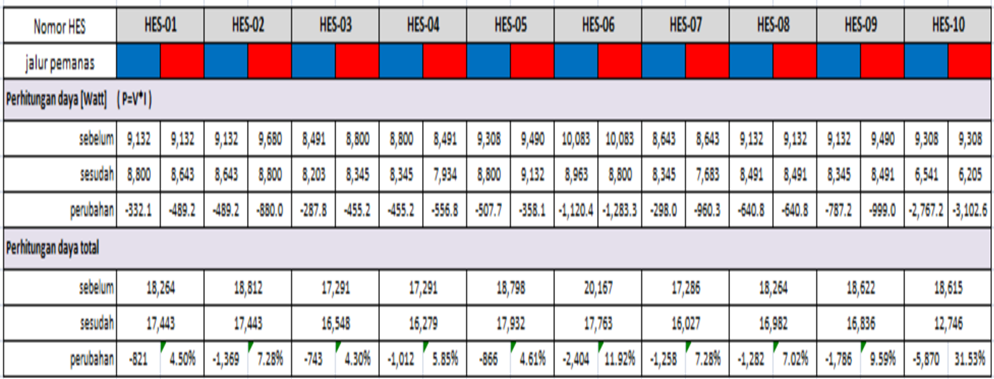 Nomor HES HES-01 HES-02 HES-03 HES-04 HES-05 HES-06 HES-07 HES-08 HES-09 HES-10
jalur pemanas
Perhitungan daya [Watt] ( P=V*I )
sebelum 9,132 9,132 9,132 9,680 8,491 8,800 8,800 8,491 9,308 9,490 10,083 10,083 8,643 8,643 9,132 9,132 9,132 9,490 9,308 9,308
sesudah 8,800 8,643 8,643 8,800 8,203 8,345 8,345 7,934 8,800 9,132 8,963 8,800 8,345 7,683 8,491 8,491 8,345 8,491 6,541 6,205
perubahan -332.1 -489.2 -489.2 -880.0 -287.8 -455.2 -455.2 -556.8 -507.7 -358.1 -1,120.4 -1,283.3 -298.0 -960.3 -640.8 -640.8 -787.2 -999.0 -2,767.2 -3,102.6
Perhitungan daya total
sebelum 18,264 18,812 17,291 17,291 18,798 20,167 17,286 18,264 18,622 18,615
sesudah 17,443 17,443 16,548 16,279 17,932 17,763 16,027 16,982 16,836 12,746
perubahan -821 4.50% -1,369 7.28% -743 4.30% -1,012 5.85% -866 4.61% -2,404 11.92% -1,258 7.28% -1,282 7.02% -1,786 9.59% -5,870 31.53%